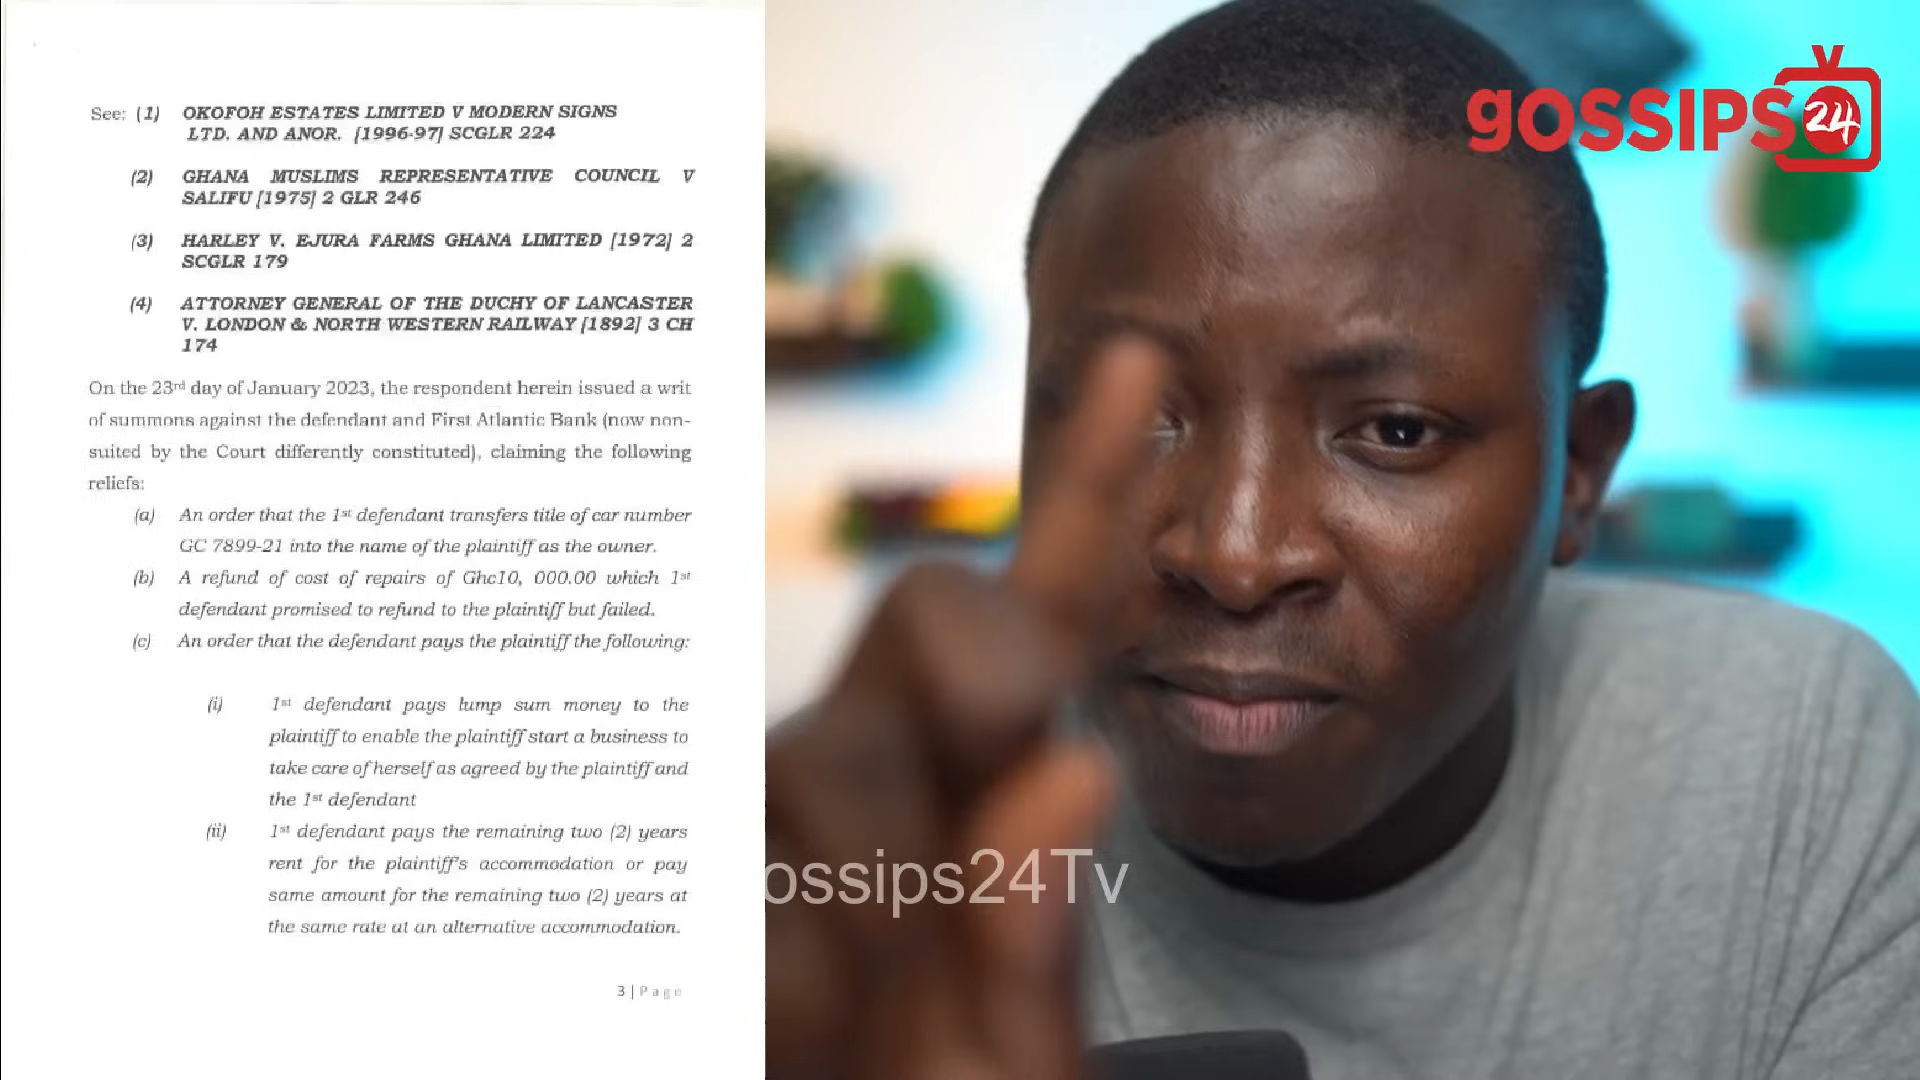 See: (1) OKOFOH ESTATES LIMITED V MODERN SIGNS
LTD. AND ANOR. [1996-97] SCGLR 224
(2) GHANA MUSLIMS REPRESENTATIVE COUNCIL V
SALIFU [1975] 2 GLR 246
(3) HARLEY V. EJURA FARMS GHANA LIMITED [1972] 2
SCGLR 179
(4) ATTORNEY GENERAL OF THE DUCHY OF LANCASTER
V. LONDON & NORTH WESTERN RAILWAY [1892] 3 CH
174
On the 23rd day of January 2023, the respondent herein issued a writ
of summons against the defendant and First Atlantic Bank (now non-
suited by the Court differently constituted), claiming the following
reliefs:
(a) An order that the 1st defendant transfers title of car number
GC 7899-21 into the name of the plaintiff as the owner.
(b) A refund of cost of repairs of Ghc10, 000.00 which 1st
defendant promised to refund to the plaintiff but failed.
(c) An order that the defendant pays the plaintiff the following:
(i) 1st defendant pays lump sum money to the
plaintiff to enable the plaintiff start a business to
take care of herself as agreed by the plaintiff and
the 1st defendant
(ii) 1st defendant pays the remaining two (2) years
rent for the plaintiff's accommodation or pay
same amount for the remaining two (2) years at
the same rate at an alternative accommodation.
3 | Page
gOSSIPS 24
ossips24Tv